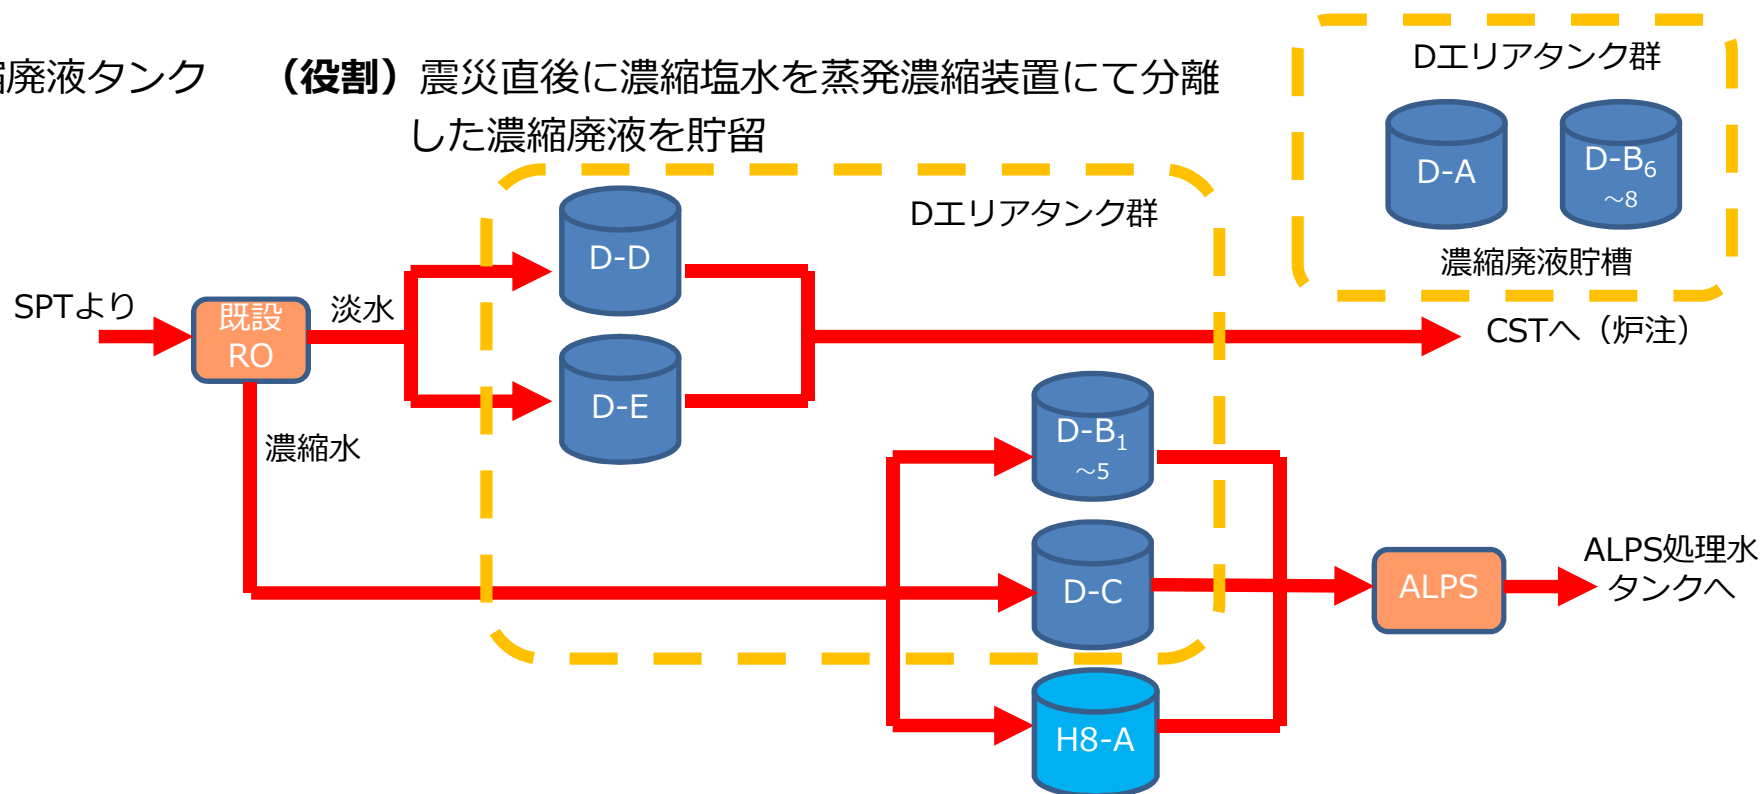 縮廃液タンク （役割）震災直後に濃縮塩水を蒸発濃縮装置にて分離
した濃縮廃液を貯留
Dエリアタンク群
D-A
D-B6
～8
濃縮廃液貯槽
Dエリアタンク群
D-D
D-E
SPTより
既設
RO
淡水
濃縮水
CSTへ（炉注）
D-B1
～5
D-C
H8-A
ALPS
ALPS処理水
タンクへ